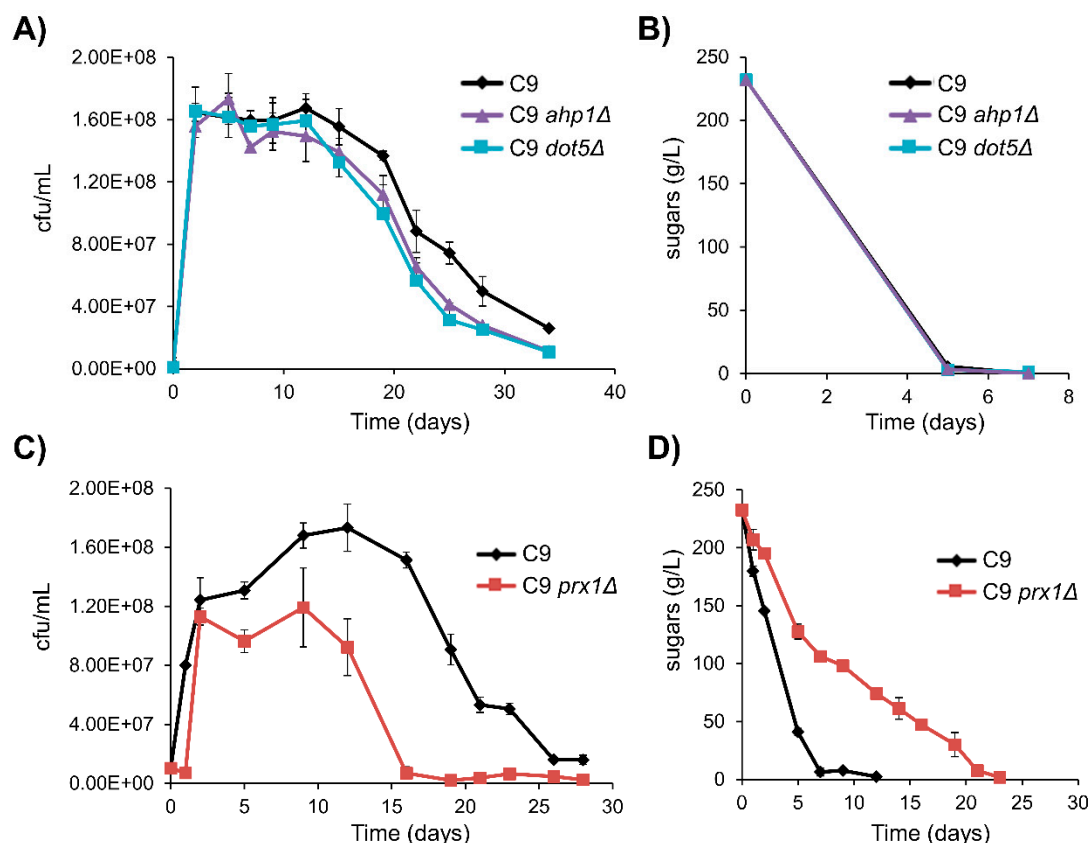 A)
2.00E+08
1.60E+08
1.20E+08
8.00E+07
4.00E+07
0.00E+00
cfu/mL
0 10 20 30 40
Time (days)
C9
C9 ahp1Δ
C9 dot5Δ
B)
250
200
150
100
50
0
sugars (g/L)
0 2 4 6 8
Time (days)
C9
C9 ahp1Δ
C9 dot5Δ
C)
2.00E+08
1.60E+08
1.20E+08
8.00E+07
4.00E+07
0.00E+00
cfu/mL
0 5 10 15 20 25 30
Time (days)
C9
C9 prx1Δ
D)
250
200
150
100
50
0
sugars (g/L)
0 5 10 15 20 25 30
Time (days)
C9
C9 prx1Δ